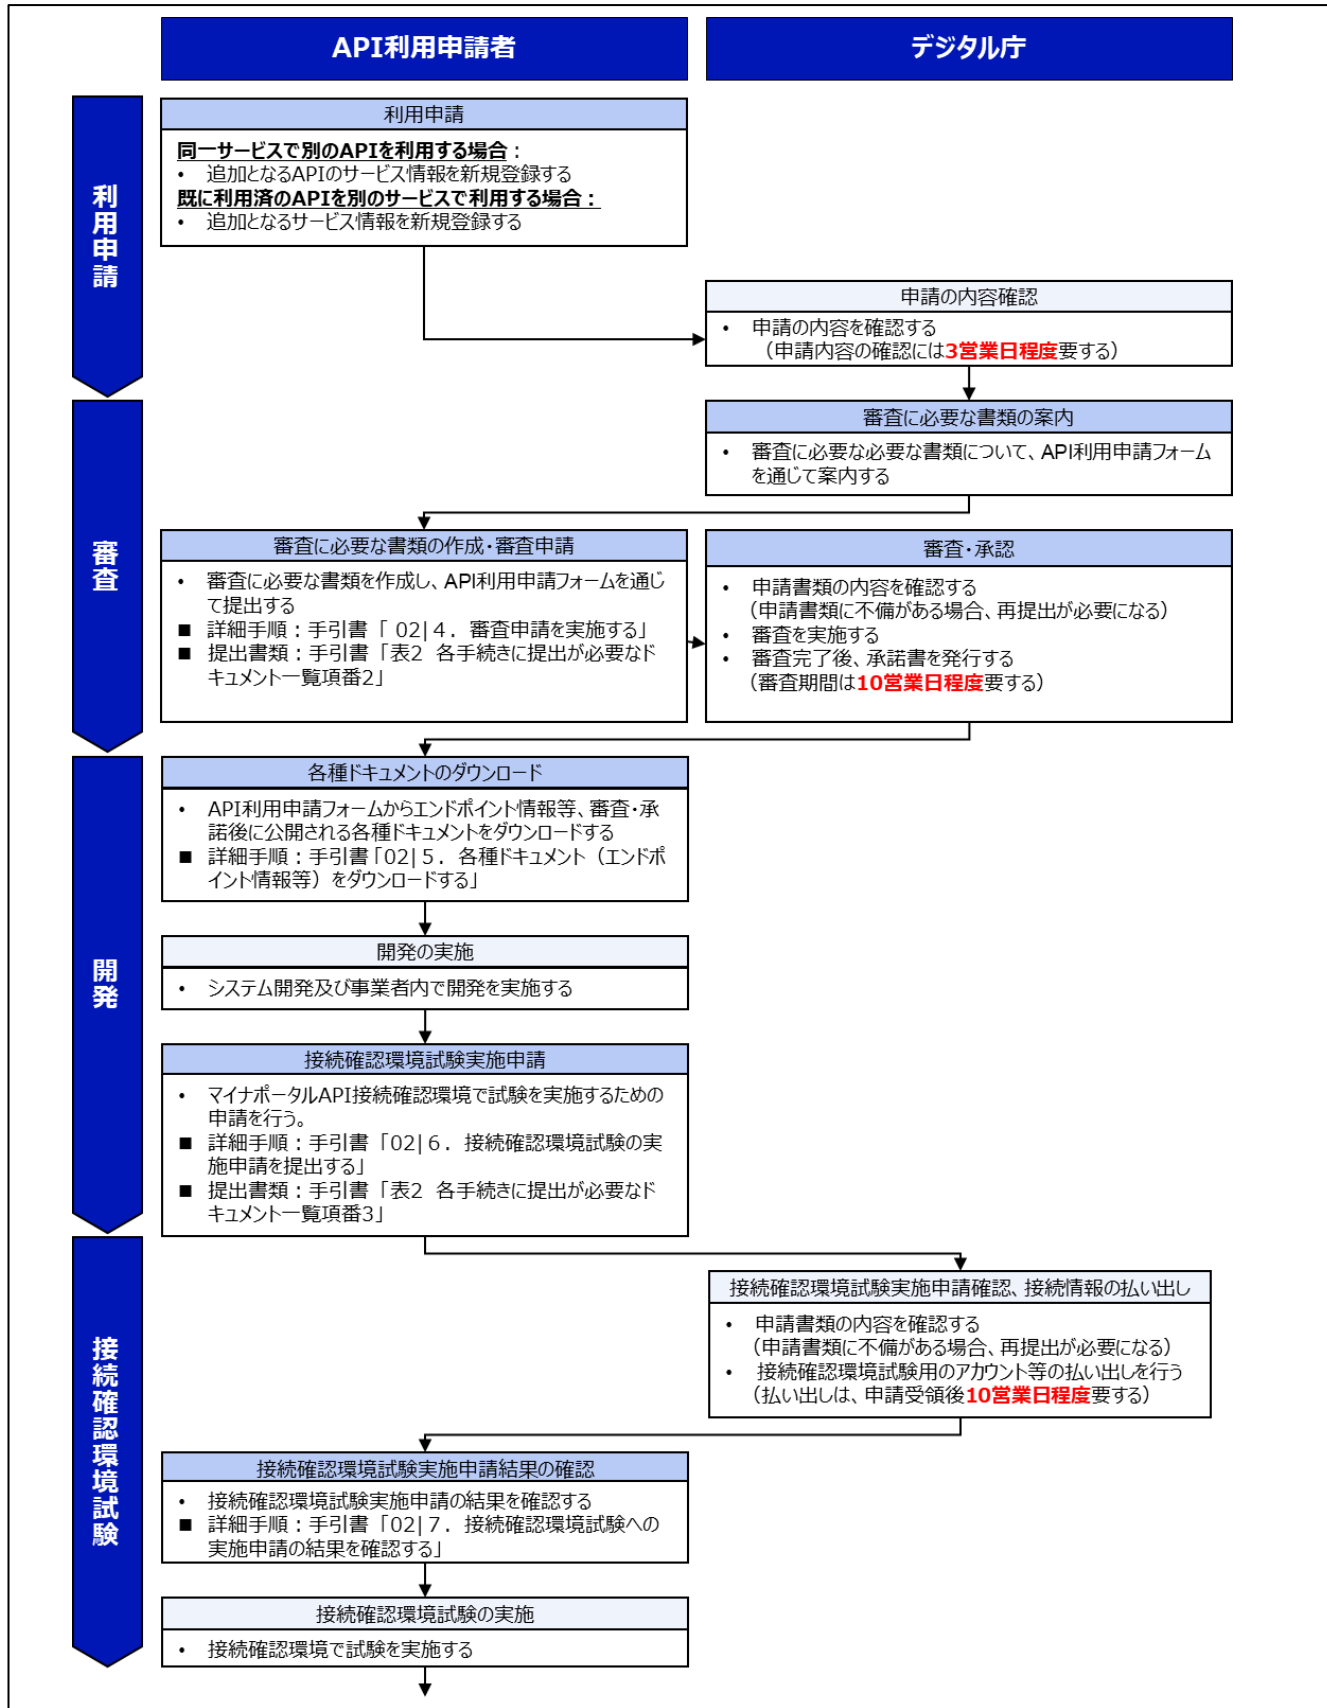 API利用申請者
デジタル庁
利用申請
利用申請
同一サービスで別のAPIを利用する場合：
• 追加となるAPIのサービス情報を新規登録する
既に利用済のAPIを別のサービスで利用する場合：
• 追加となるサービス情報を新規登録する
申請の内容確認
• 申請の内容を確認する
（申請内容の確認には3営業日程度要する）
審査
審査に必要な書類の案内
• 審査に必要な必要な書類について、API利用申請フォーム
を通じて案内する
審査に必要な書類の作成・審査申請
• 審査に必要な書類を作成し、API利用申請フォームを通じ
て提出する
■ 詳細手順：手引書「 02|4．審査申請を実施する」
■ 提出書類：手引書「表2 各手続きに提出が必要なド
キュメント一覧項番2」
審査・承認
• 申請書類の内容を確認する
（申請書類に不備がある場合、再提出が必要になる）
• 審査を実施する
• 審査完了後、承諾書を発行する
（審査期間は10営業日程度要する）
開発
各種ドキュメントのダウンロード
• API利用申請フォームからエンドポイント情報等、審査・承
諾後に公開される各種ドキュメントをダウンロードする
■ 詳細手順：手引書「02|5．各種ドキュメント（エンドポ
イント情報等）をダウンロードする」
開発の実施
• システム開発及び事業者内で開発を実施する
接続確認環境試験実施申請
• マイナポータルAPI接続確認環境で試験を実施するための
申請を行う。
■ 詳細手順：手引書「02|6．接続確認環境試験の実
施申請を提出する」
■ 提出書類：手引書「表2 各手続きに提出が必要なド
キュメント一覧項番3」
接続確認環境試験
接続確認環境試験実施申請確認、接続情報の払い出し
• 申請書類の内容を確認する
（申請書類に不備がある場合、再提出が必要になる）
• 接続確認環境試験用のアカウント等の払い出しを行う
（払い出しは、申請受領後10営業日程度要する）
接続確認環境試験実施申請結果の確認
• 接続確認環境試験実施申請の結果を確認する
■ 詳細手順：手引書「02|7．接続確認環境試験への
実施申請の結果を確認する」
接続確認環境試験の実施
• 接続確認環境で試験を実施する